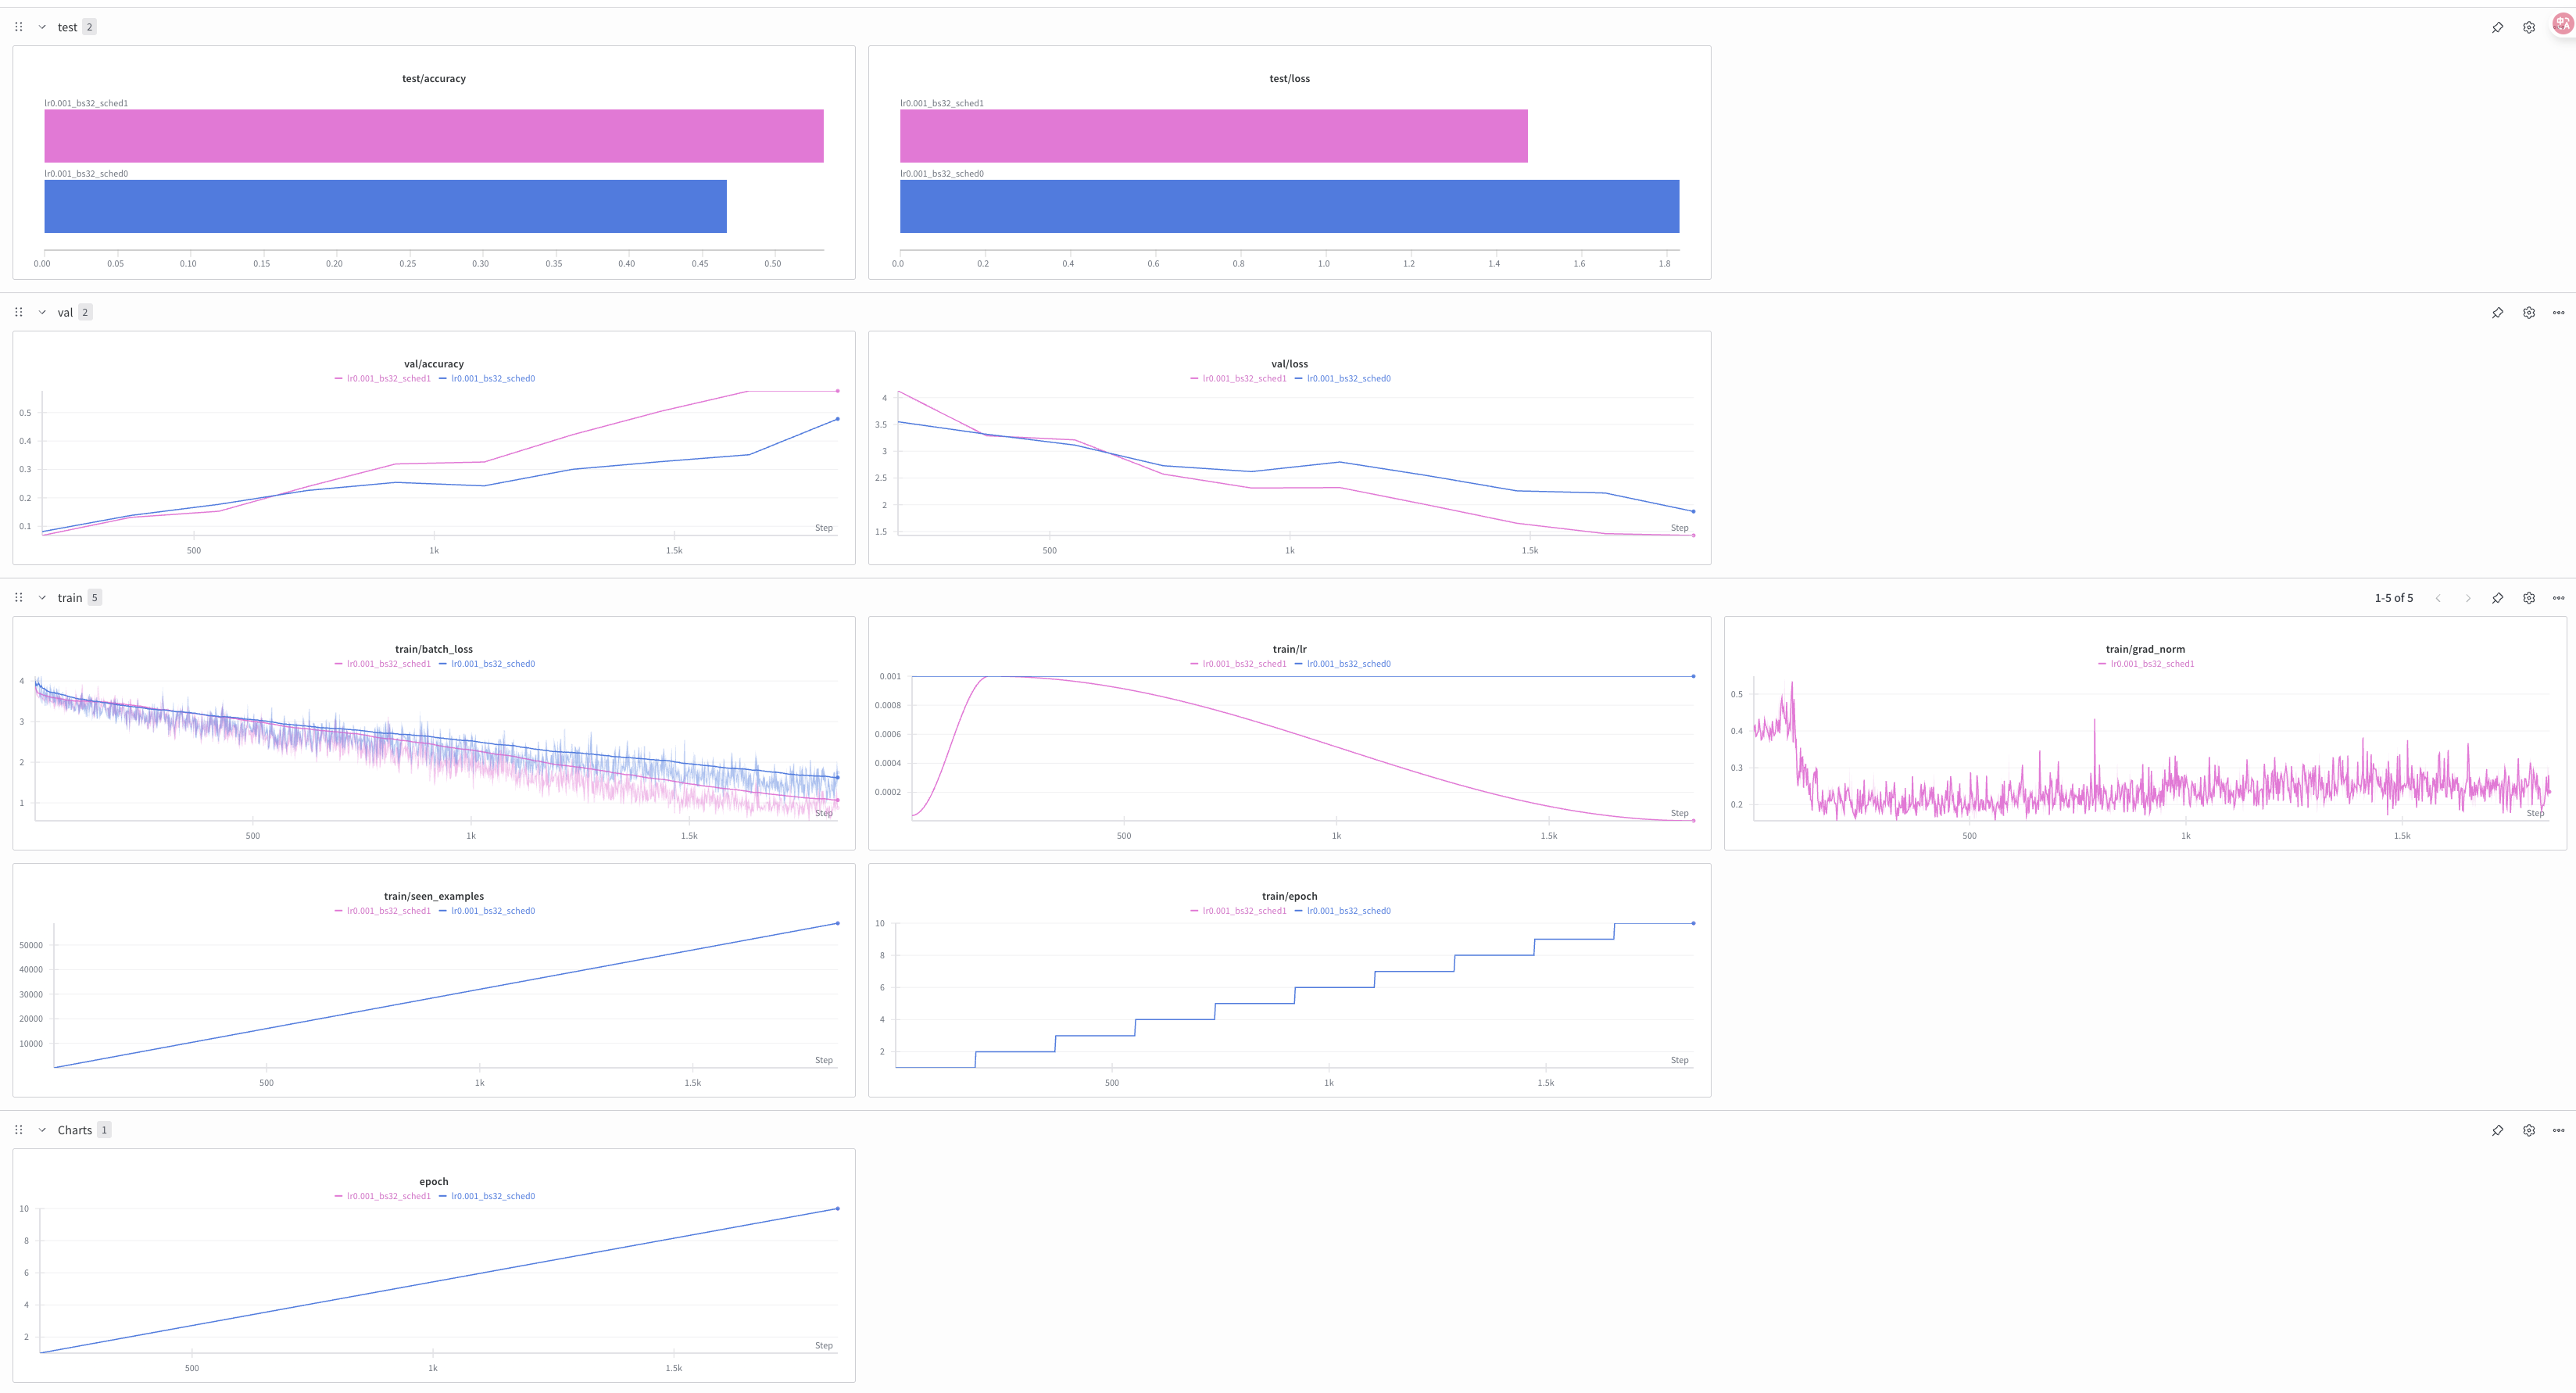 test 2
test/accuracy
lr0.001_bs32_sched1
lr0.001_bs32_sched0
0.00 0.05 0.10 0.15 0.20 0.25 0.30 0.35 0.40 0.45 0.50
test/loss
lr0.001_bs32_sched1
lr0.001_bs32_sched0
0.0 0.2 0.4 0.6 0.8 1.0 1.2 1.4 1.6 1.8
val 2
val/accuracy
lr0.001_bs32_sched1 lr0.001_bs32_sched0
0.5
0.4
0.3
0.2
0.1
Step
500 1k 1.5k
val/loss
lr0.001_bs32_sched1 lr0.001_bs32_sched0
4
3.5
3
2.5
2
1.5
Step
500 1k 1.5k
train 5
1-5 of 5
train/batch_loss
lr0.001_bs32_sched1 lr0.001_bs32_sched0
4
3
2
1
Step
500 1k 1.5k
train/lr
lr0.001_bs32_sched1 lr0.001_bs32_sched0
0.001
0.0008
0.0006
0.0004
0.0002
Step
500 1k 1.5k
train/grad_norm
lr0.001_bs32_sched1
0.5
0.4
0.3
0.2
Step
500 1k 1.5k
train/seen_examples
lr0.001_bs32_sched1 lr0.001_bs32_sched0
50000
40000
30000
20000
10000
Step
500 1k 1.5k
train/epoch
lr0.001_bs32_sched1 lr0.001_bs32_sched0
10
8
6
4
2
Step
500 1k 1.5k
Charts 1
epoch
lr0.001_bs32_sched1 lr0.001_bs32_sched0
10
8
6
4
2
Step
500 1k 1.5k